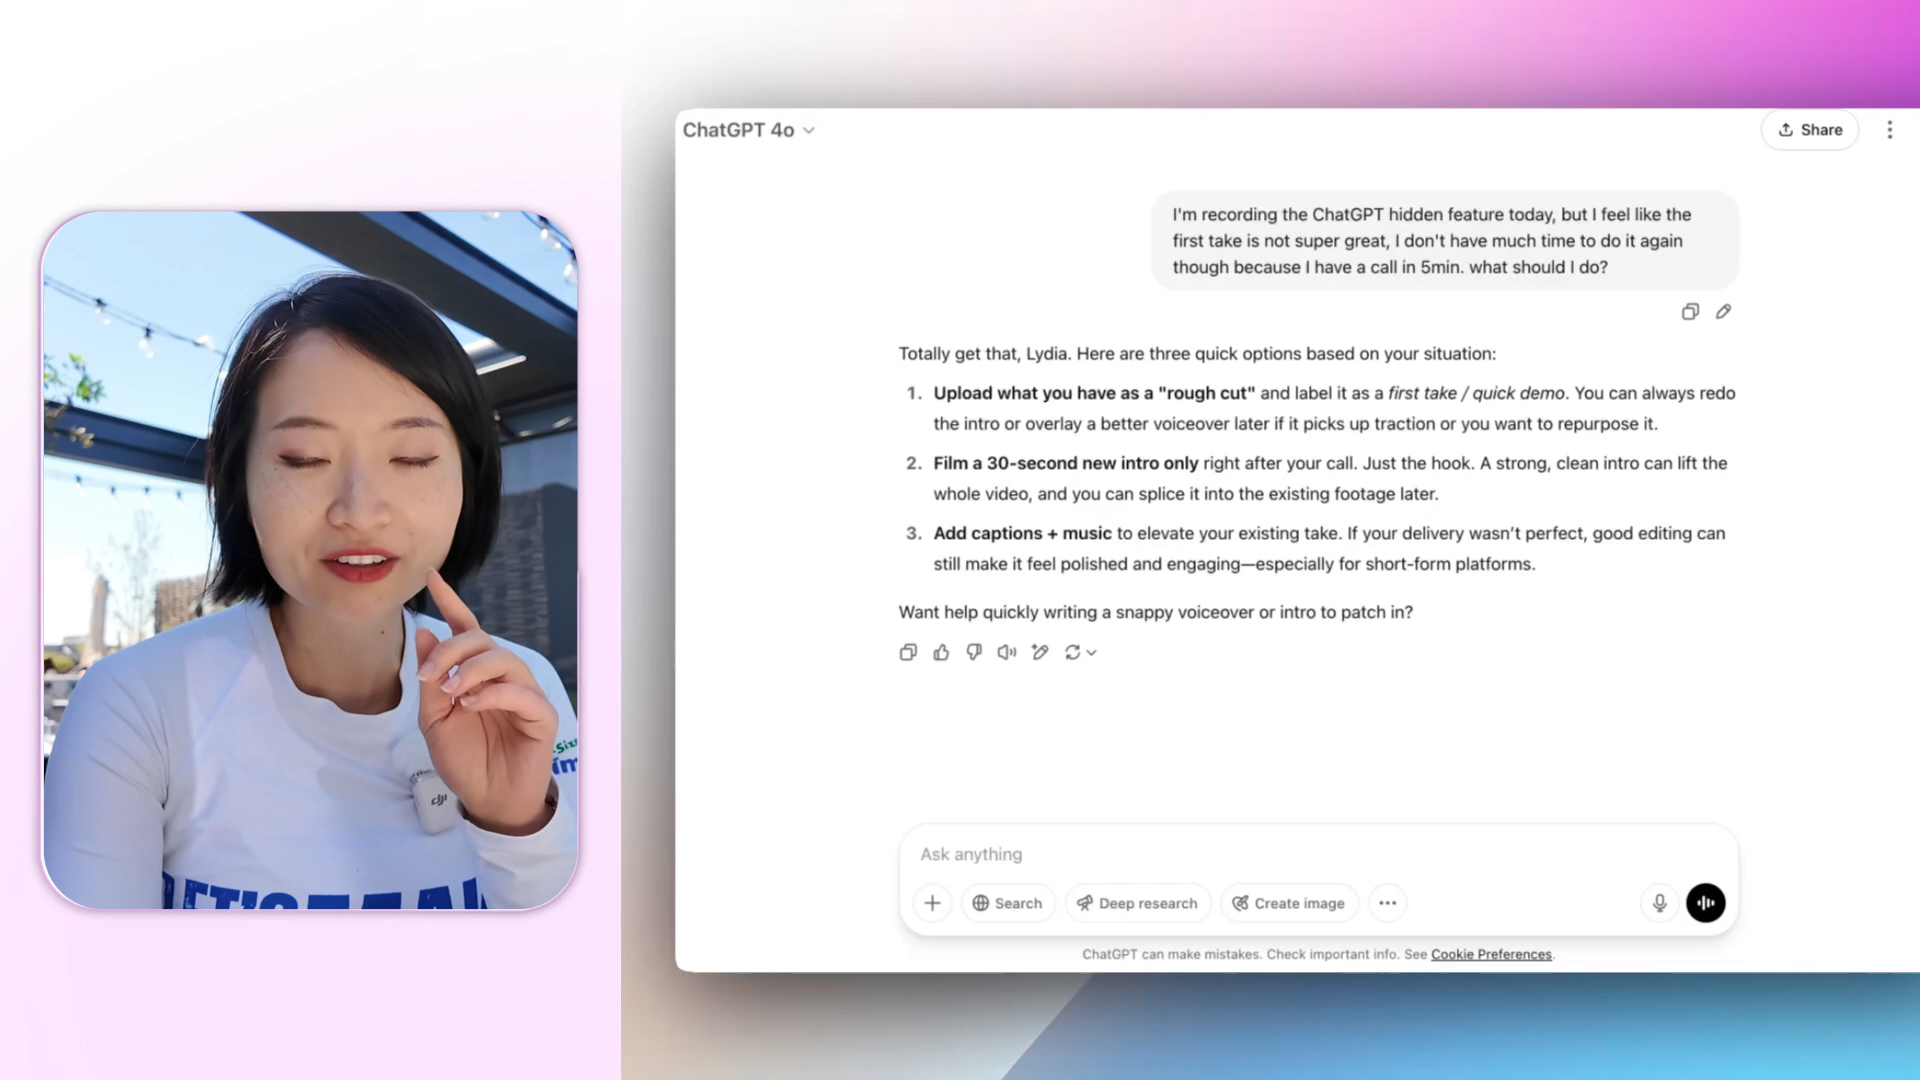 ChatGPT 4o
Share
I'm recording the ChatGPT hidden feature today, but I feel like the
first take is not super great, I don't have much time to do it again
though because I have a call in 5min. what should I do?
Totally get that, Lydia. Here are three quick options based on your situation:
1. Upload what you have as a "rough cut" and label it as a first take / quick demo. You can always redo
the intro or overlay a better voiceover later if it picks up traction or you want to repurpose it.
2. Film a 30-second new intro only right after your call. Just the hook. A strong, clean intro can lift the
whole video, and you can splice it into the existing footage later.
3. Add captions + music to elevate your existing take. If your delivery wasn’t perfect, good editing can
still make it feel polished and engaging—especially for short-form platforms.
Want help quickly writing a snappy voiceover or intro to patch in?
Ask anything
Search
Deep research
Create image
ChatGPT can make mistakes. Check important info. See Cookie Preferences.
dji